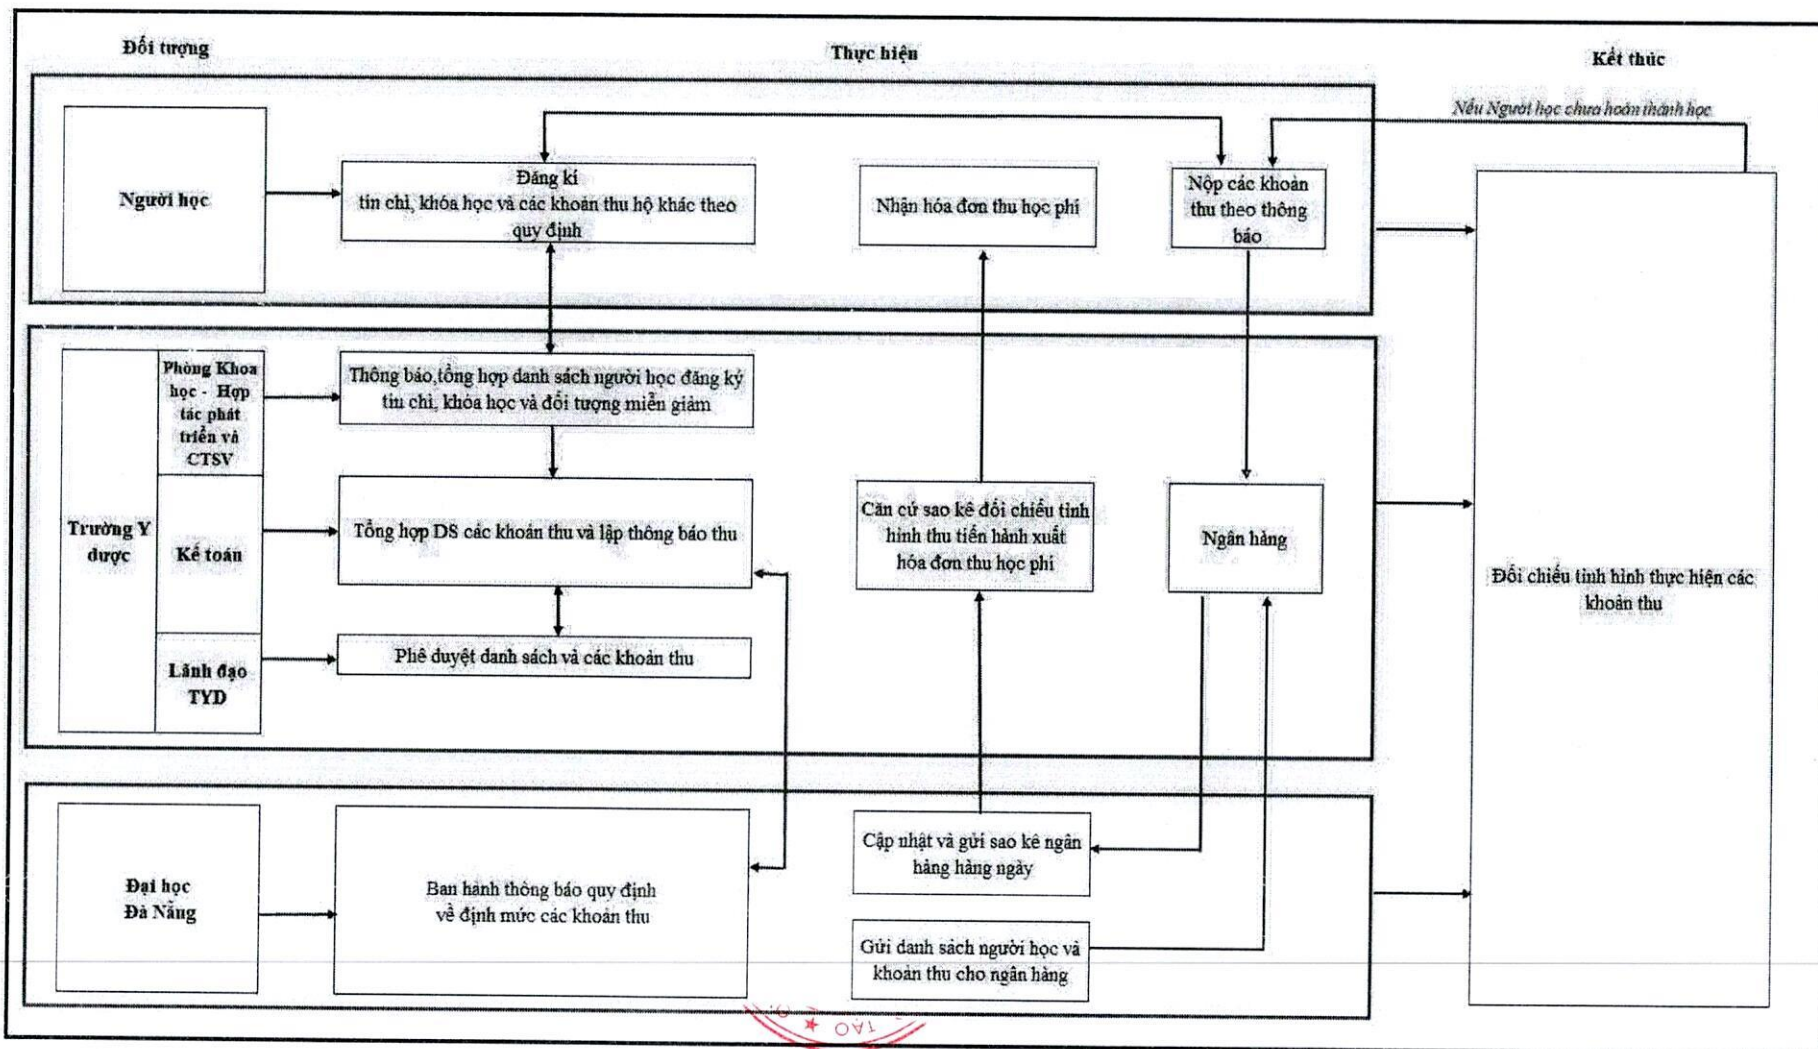 Đối tượng
Thực hiện
Kết thúc
Nếu Người học chưa hoàn thành học
Người học
Đăng kí
tín chỉ, khóa học và các khoản thu hộ khác theo
quy định
Nhận hóa đơn thu học phí
Nộp các khoản
thu theo thông
báo
Trường Y
dược
Phòng Khoa
học - Hợp
tác phát
triển và
CTSV
Thông báo,tổng hợp danh sách người học đăng ký
tín chỉ, khóa học và đối tượng miễn giảm
Kế toán
Tổng hợp DS các khoản thu và lập thông báo thu
Căn cứ sao kê đối chiếu tình
hình thu tiến hành xuất
hóa đơn thu học phí
Ngân hàng
Đối chiếu tình hình thực hiện các
khoản thu
Lãnh đạo
TYD
Phê duyệt danh sách và các khoản thu
Đại học
Đà Nẵng
Ban hành thông báo quy định
về định mức các khoản thu
Cập nhật và gửi sao kê ngân
hàng hàng ngày
Gửi danh sách người học và
khoản thu cho ngân hàng
TẠO